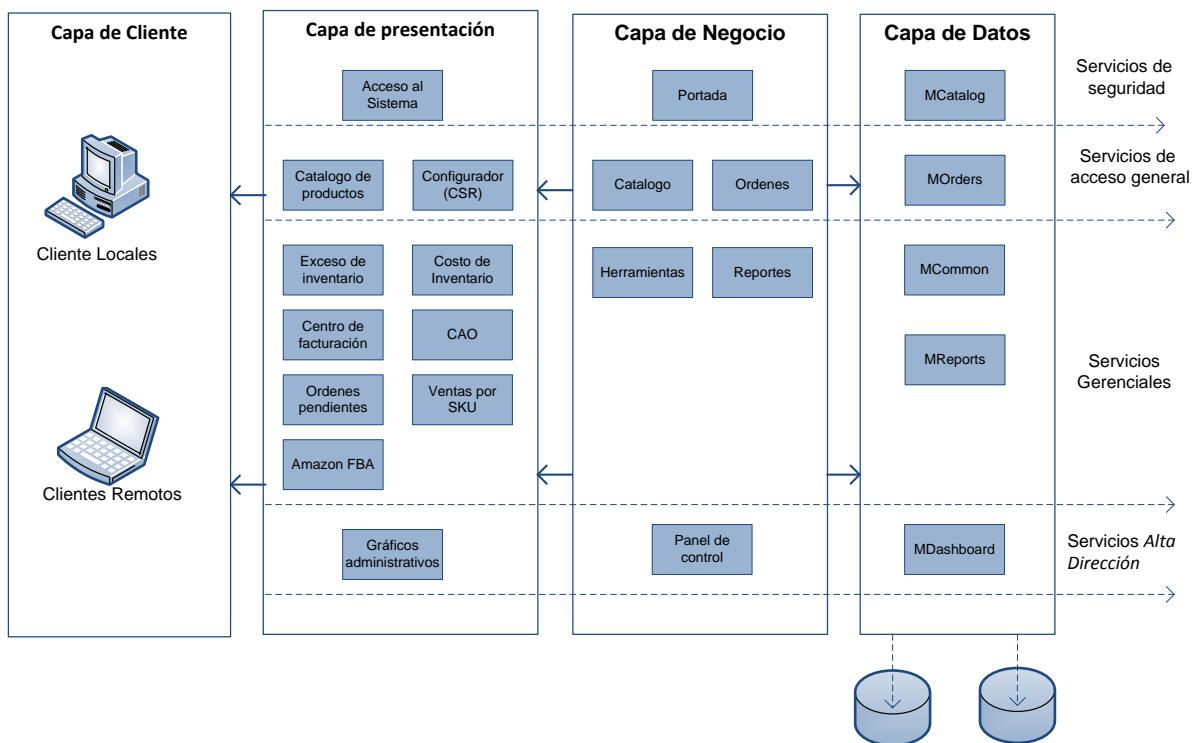 Capa de Cliente
Capa de presentación
Capa de Negocio
Capa de Datos
Acceso al
Sistema
Portada
MCatalog
Servicios de
seguridad
Catalogo de
productos
Configurador
(CSR)
Catalogo
Ordenes
MOrders
Servicios de
acceso general
Cliente Locales
Exceso de
inventario
Costo de
Inventario
Herramientas
Reportes
MCommon
Centro de
facturación
CAO
MReports
Servicios
Gerenciales
Ordenes
pendientes
Ventas por
SKU
Amazon FBA
Clientes Remotos
Gráficos
administrativos
Panel de
control
MDashboard
Servicios Alta
Dirección